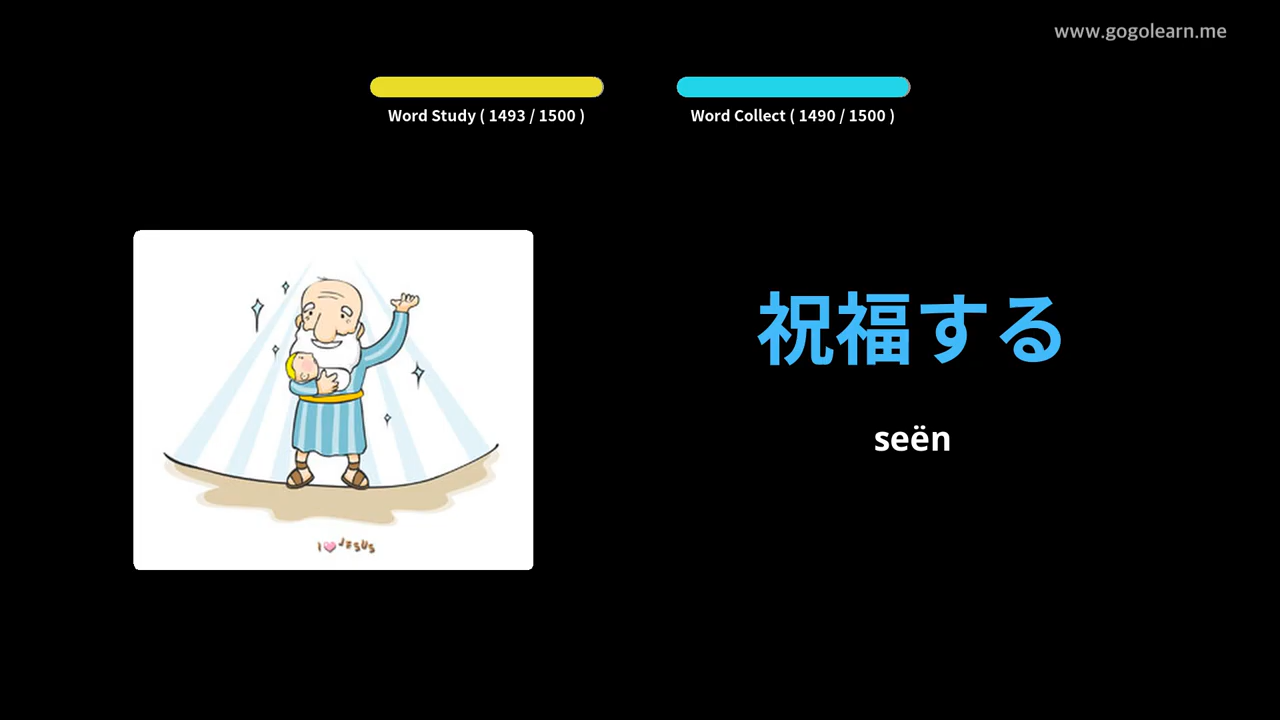 www.gogolearn.me
Word Study ( 1493 / 1500 )
Word Collect ( 1490 / 1500 )
祝福する
seën
I JESUS